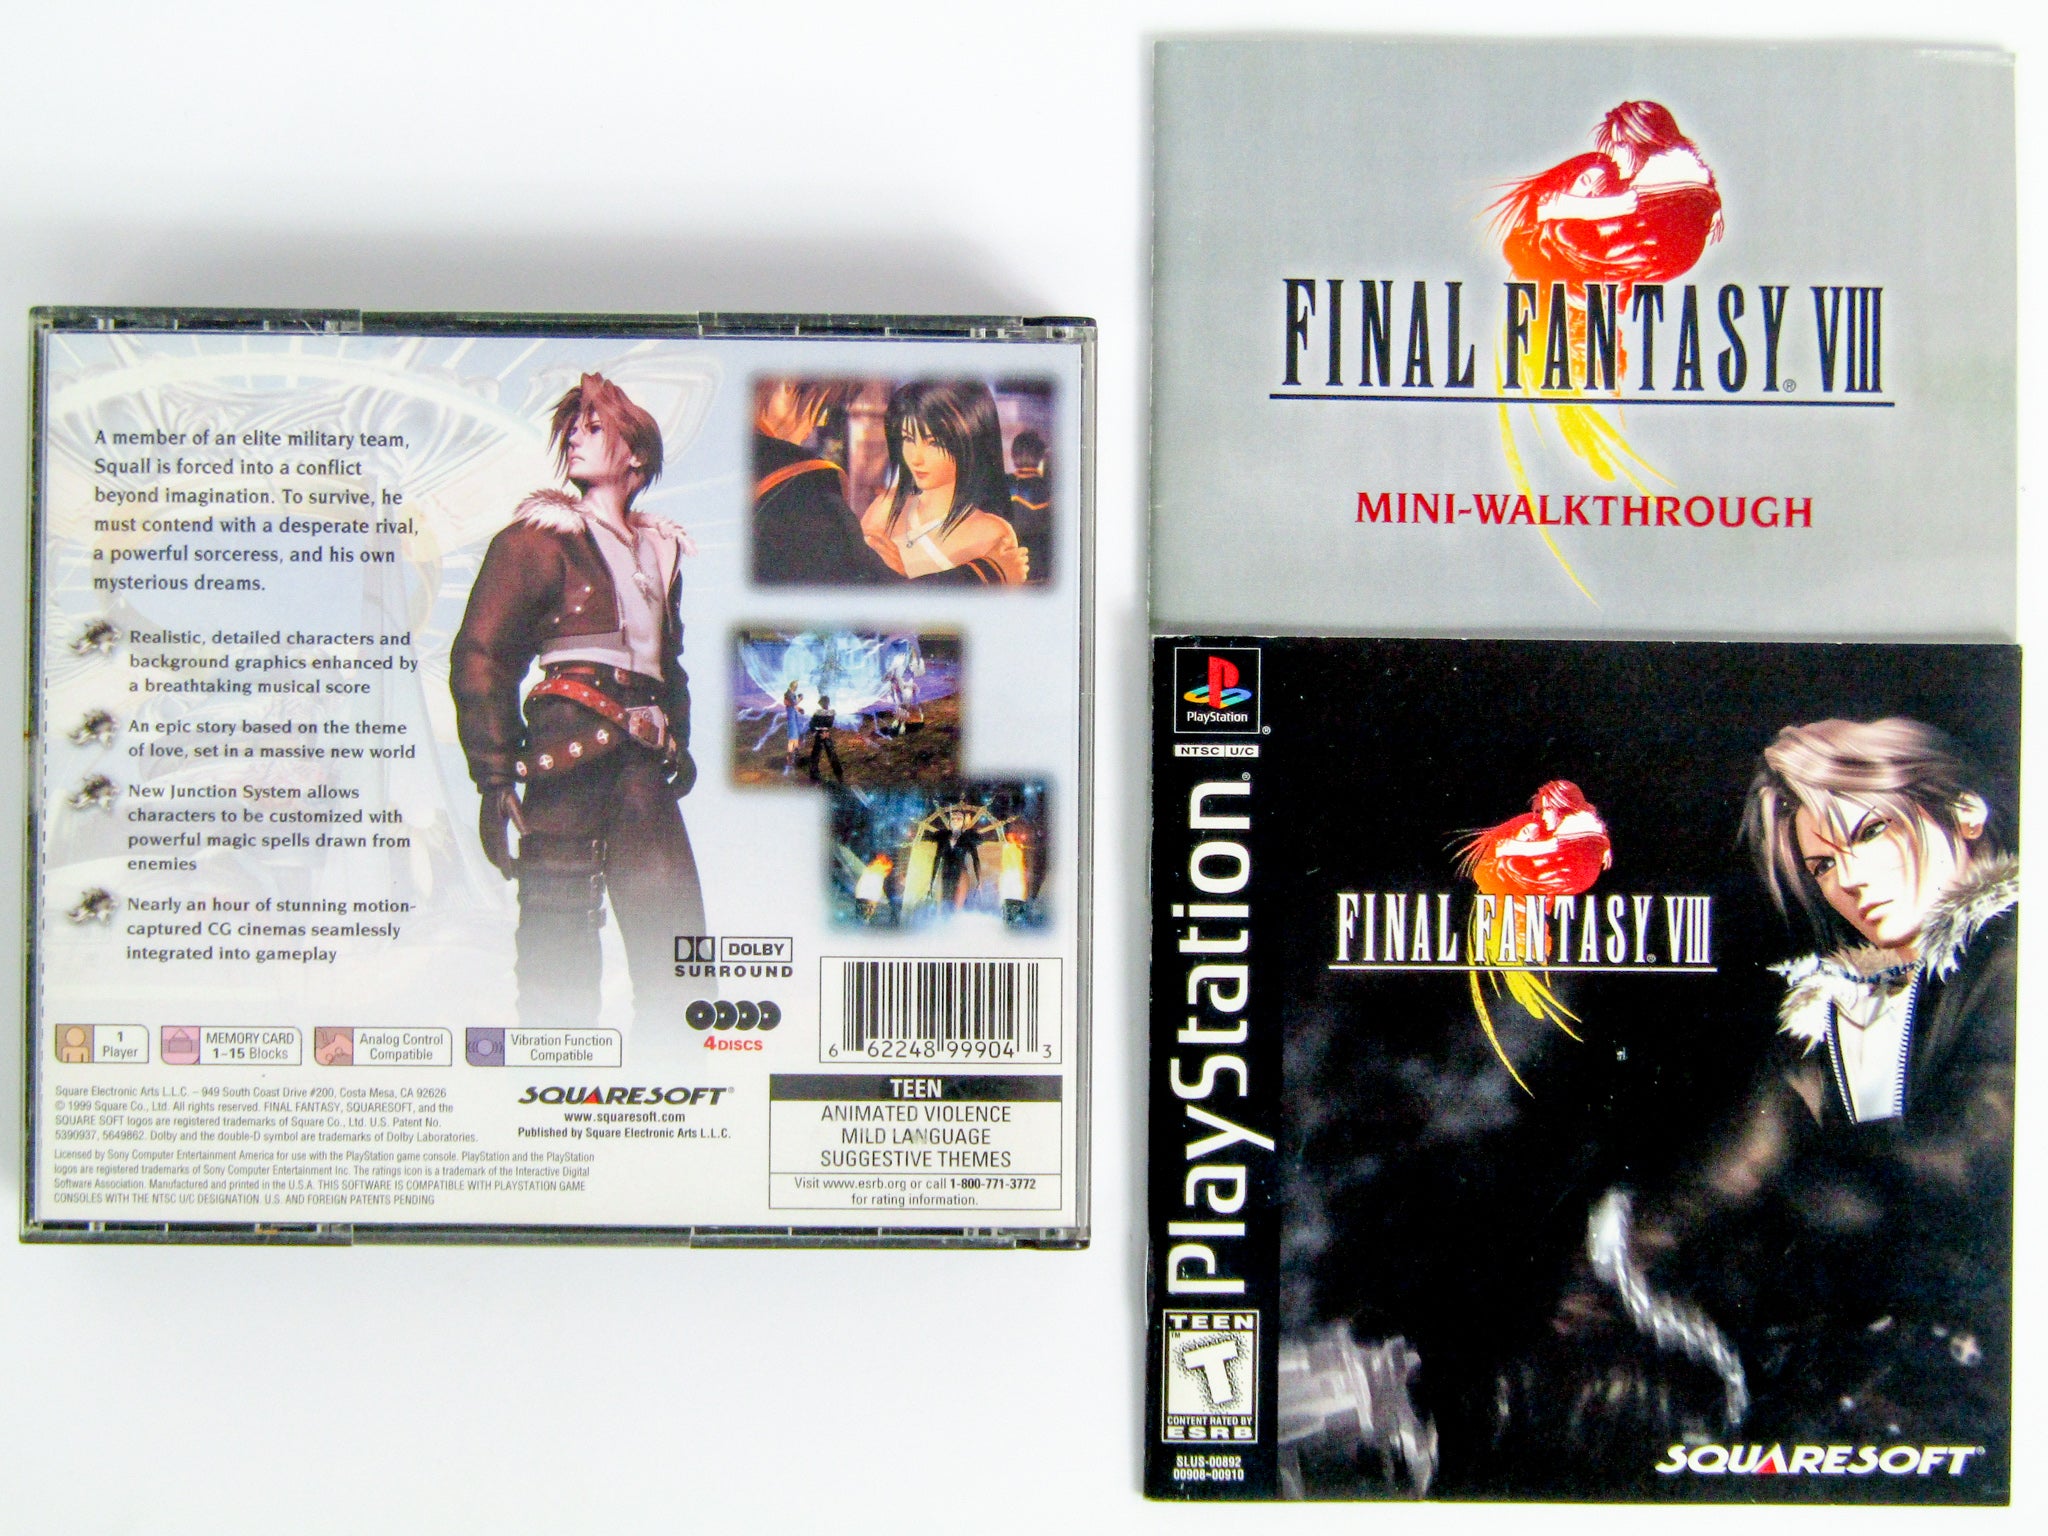 A member of an elite military team,
Squall is forced into a conflict
beyond imagination. To survive, he
must contend with a desperate rival,
a powerful sorceress, and his own
mysterious dreams.
Realistic, detailed characters and
background graphics enhanced by
a breathtaking musical score
An epic story based on the theme
of love, set in a massive new world
New Junction System allows
characters to be customized with
powerful magic spells drawn from
enemies
Nearly an hour of stunning motion-
captured CG cinemas seamlessly
integrated into gameplay
DOLBY
SURROUND
4 DISCS
6 62248 99904 3
1
Player
MEMORY CARD
1-15 Blocks
Analog Control
Compatible
Vibration Function
Compatible
Square Electronic Arts L.L.C. – 949 South Coast Drive #200, Costa Mesa, CA 92626
© 1999 Square Co., Ltd. All rights reserved. FINAL FANTASY, SQUARESOFT, and the
SQUARE SOFT logos are registered trademarks of Square Co., Ltd. U.S. Patent No.
5390937, 5649862. Dolby and the double-D symbol are trademarks of Dolby Laboratories.
Licensed by Sony Computer Entertainment America for use with the PlayStation game console. PlayStation and the PlayStation
logos are registered trademarks of Sony Computer Entertainment Inc. The ratings icon is a trademark of the Interactive Digital
Software Association. Manufactured and printed in the U.S.A. THIS SOFTWARE IS COMPATIBLE WITH PLAYSTATION GAME
CONSOLES WITH THE NTSC U/C DESIGNATION. U.S. AND FOREIGN PATENTS PENDING
SQUARESOFT®
www.squaresoft.com
Published by Square Electronic Arts L.L.C.
TEEN
ANIMATED VIOLENCE
MILD LANGUAGE
SUGGESTIVE THEMES
Visit www.esrb.org or call 1-800-771-3772
for rating information.
FINAL FANTASY® VIII
MINI-WALKTHROUGH
PlayStation
®
NTSC U/C
PlayStation®
FINAL FANTASY® VIII
TEEN
™
T
CONTENT RATED BY
ESRB
SLUS-00892
00908-00910
SQUARESOFT®